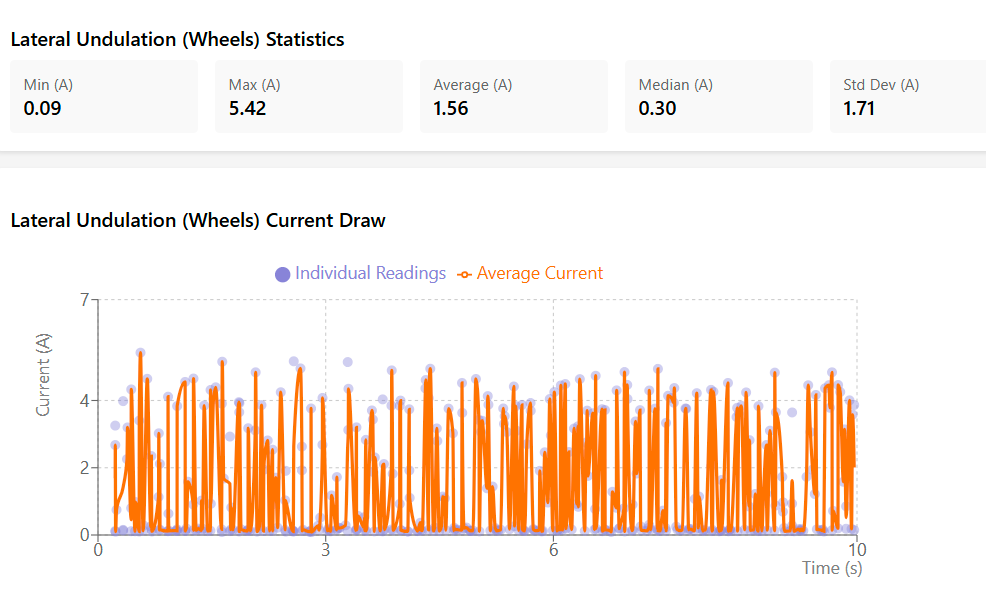 Lateral Undulation (Wheels) Statistics
Min (A)
Max (A)
Average (A)
Median (A)
Std Dev (A)
0.09
5.42
1.56
0.30
1.71
Lateral Undulation (Wheels) Current Draw
Individual Readings
Average Current
7
4
2
0
Current (A)
0
3
6
10
Time (s)